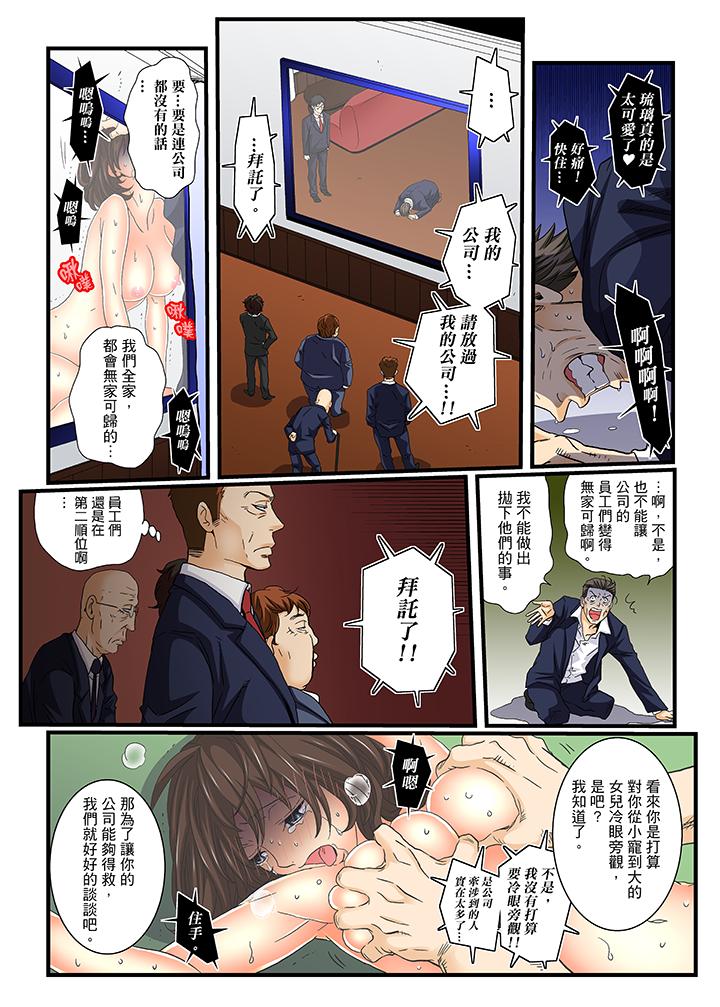 琉璃真的是
太可愛了♥
好痛！
快住…
啊啊啊啊！
…
…拜託了。
我的
公司…
請放過
我的公司…!!
要…要是連公司
都沒有的話
嗯嗚嗚…
嗯嗚
啾
噗
啾
噗
我們全家，
都會無家可歸的…
嗯嗚嗚
…啊，不是，
也不能讓
公司的
員工們變得
無家可歸啊。
我不能做出
拋下他們的事。
拜託了!!
員工們
還是在
第二順位啊
…
看來你是打算
對你從小寵到大的
女兒冷眼旁觀，
是吧？
我知道了。
不是，
我沒有打算
要冷眼旁觀!!
是公司
牽涉到的人
實在太多了…
啊嗯
住手。
那為了讓你的
公司能夠得救，
我們就好好的談談吧。